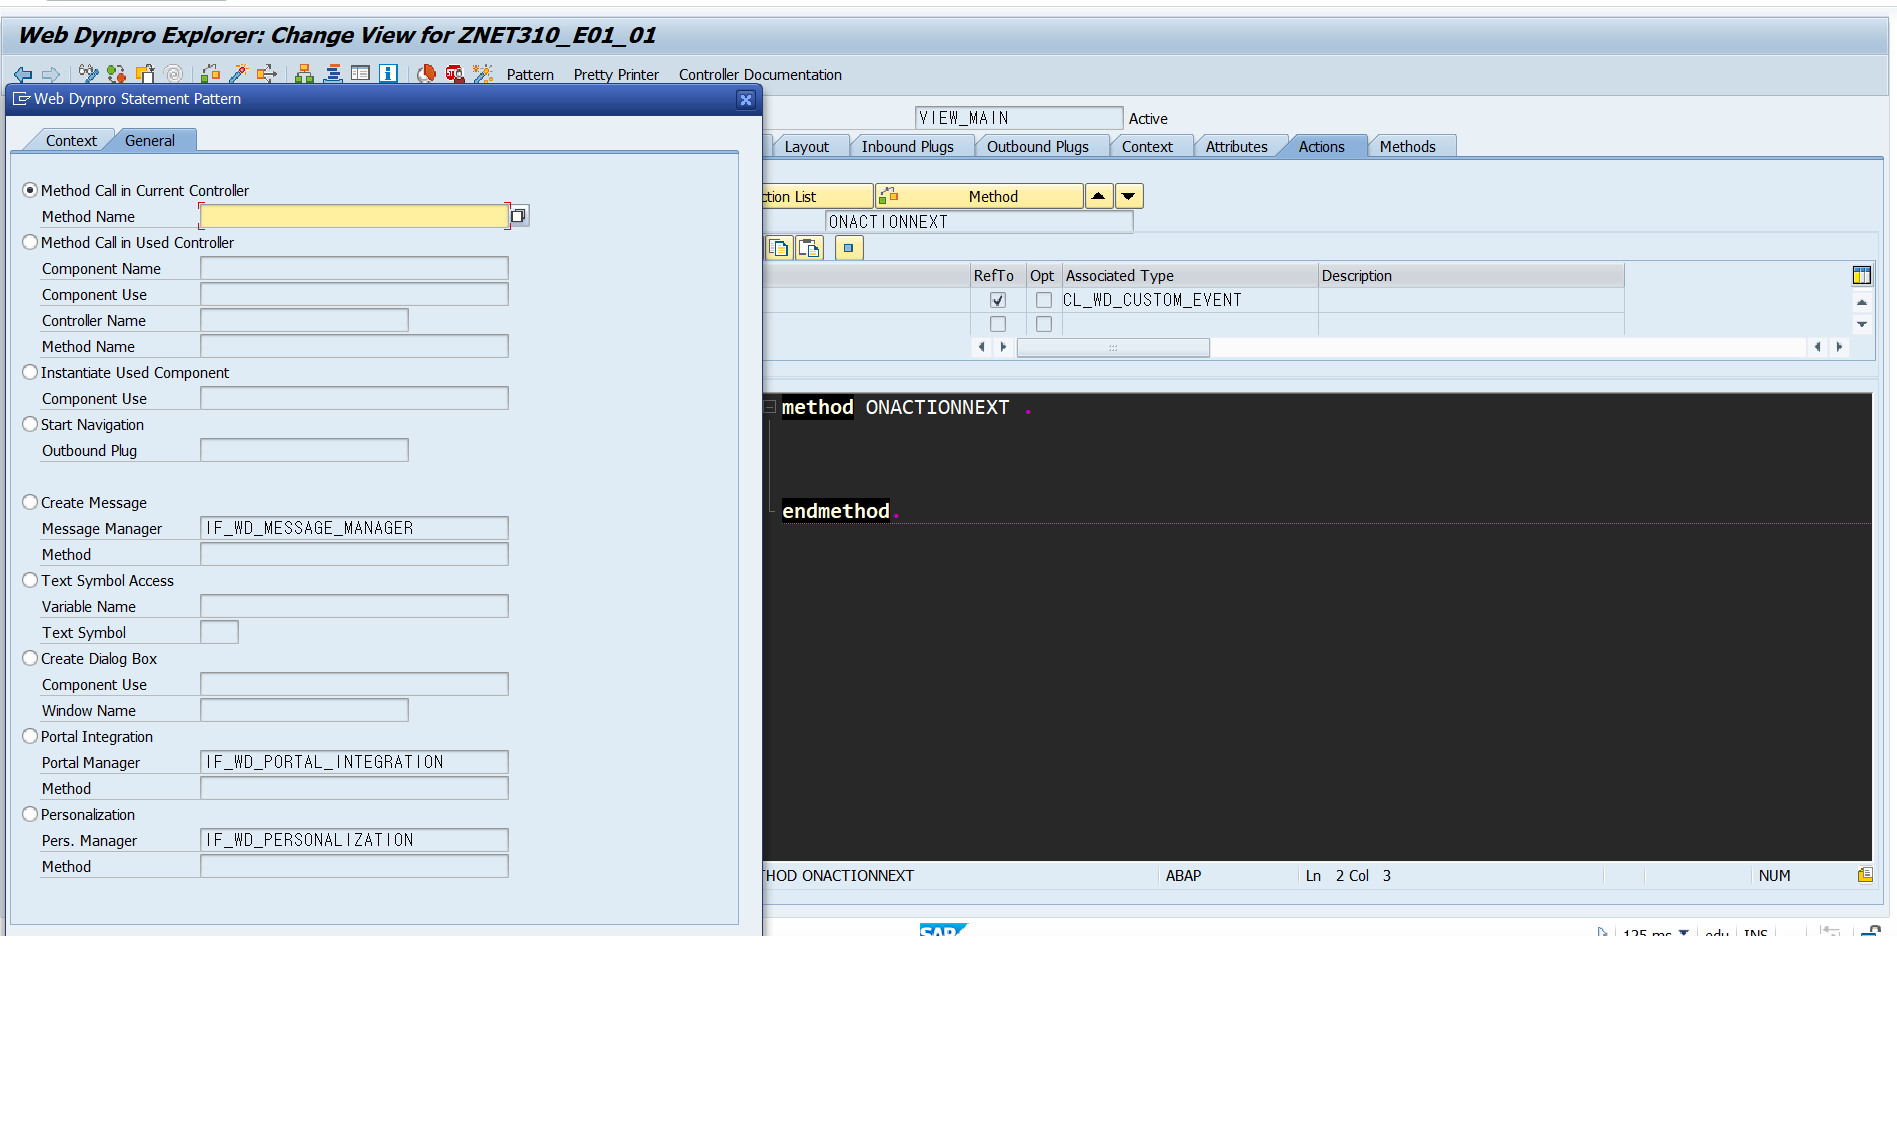 Web Dynpro Explorer: Change View for ZNET310_E01_01
Pattern Pretty Printer Controller Documentation
Web Dynpro Statement Pattern
Context General
Method Call in Current Controller
Method Name
Method Call in Used Controller
Component Name
Component Use
Controller Name
Method Name
Instantiate Used Component
Component Use
Start Navigation
Outbound Plug
Create Message
Message Manager IF_WD_MESSAGE_MANAGER
Method
Text Symbol Access
Variable Name
Text Symbol
Create Dialog Box
Component Use
Window Name
Portal Integration
Portal Manager IF_WD_PORTAL_INTEGRATION
Method
Personalization
Pers. Manager IF_WD_PERSONALIZATION
Method
VIEW_MAIN Active
Layout Inbound Plugs Outbound Plugs Context Attributes Actions Methods
ction List Method
ONACTIONNEXT
RefTo Opt Associated Type Description
CL_WD_CUSTOM_EVENT
method ONACTIONNEXT .
endmethod.
THOD ONACTIONNEXT ABAP Ln 2 Col 3 NUM
SAP 125 ms edu INS